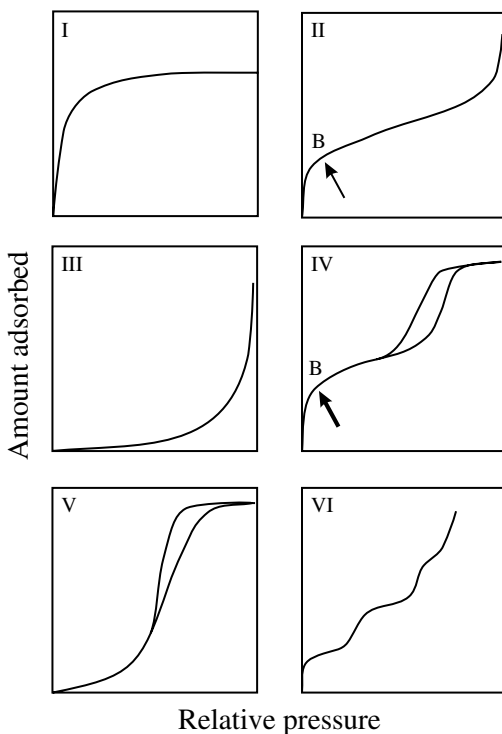 I
II
B
III
IV
B
V
VI
Amount adsorbed
Relative pressure